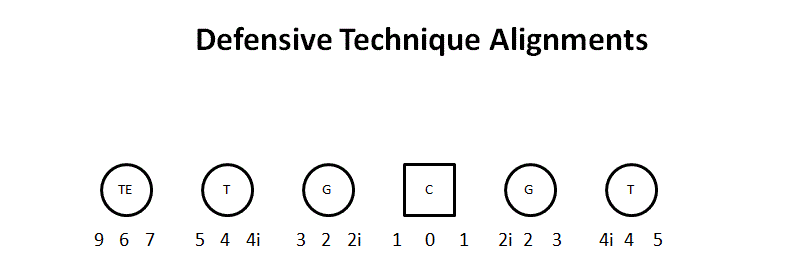 Defensive Technique Alignments
TE T G C G T
9 6 7 5 4 4i 3 2 2i 1 0 1 2i 2 3 4i 4 5